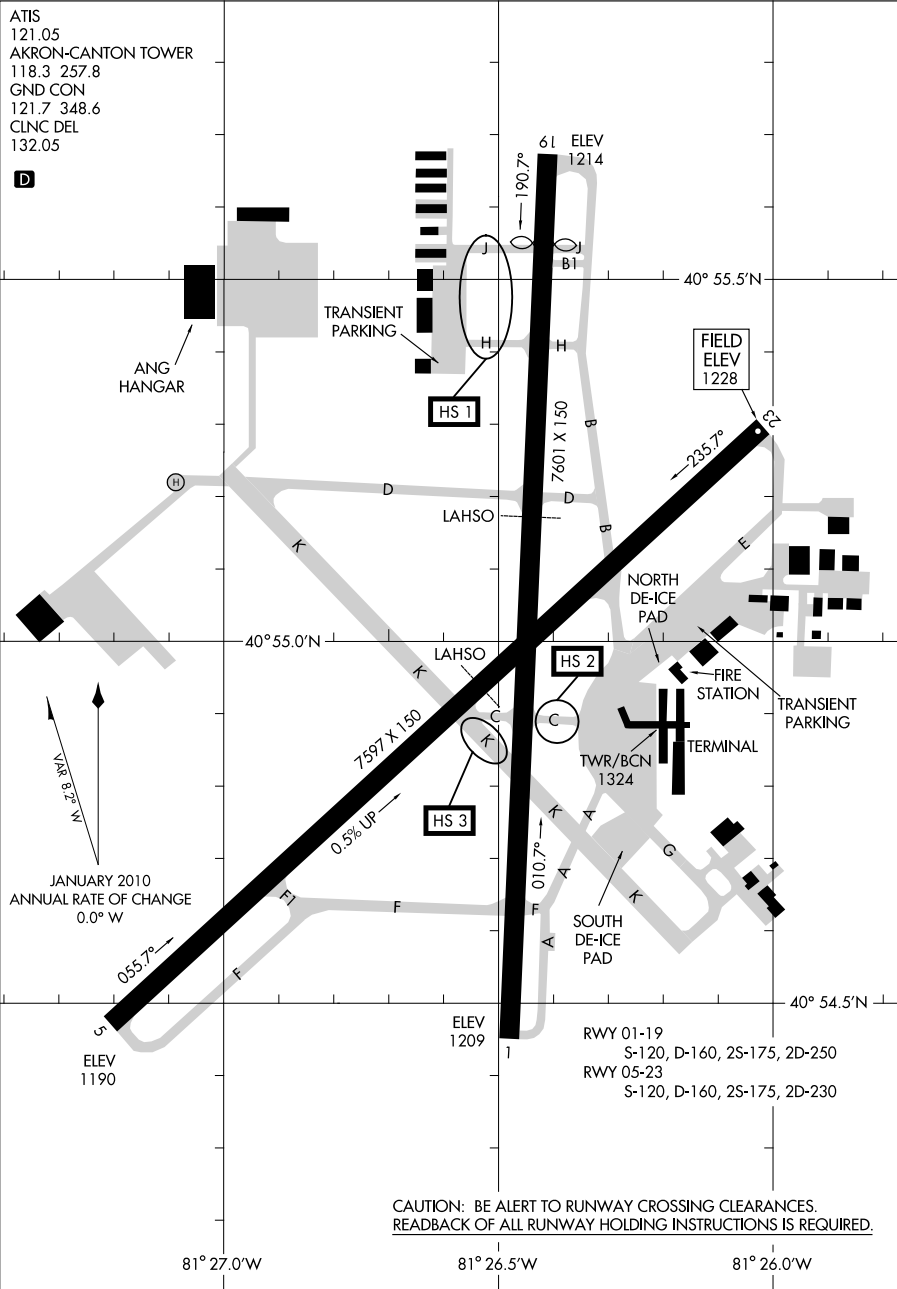 ATIS
121.05
AKRON-CANTON TOWER
118.3 257.8
GND CON
121.7 348.6
CLNC DEL
132.05
D
19
ELEV
1214
190.7°
J
J
B1
40° 55.5'N
TRANSIENT
PARKING
ANG
HANGAR
H
H
HS 1
FIELD
ELEV
1228
23
7601 X 150
B
235.7°
H
D
D
LAHSO
B
K
E
NORTH
DE-ICE
PAD
40° 55.0'N
LAHSO
HS 2
K
FIRE
STATION
TRANSIENT
PARKING
C
C
K
7597 X 150
TWR/BCN
1324
TERMINAL
VAR 8.2° W
HS 3
K
A
0.5% UP
G
010.7°
A
JANUARY 2010
ANNUAL RATE OF CHANGE
0.0° W
F1
F
F
K
A
SOUTH
DE-ICE
PAD
055.7°
F
40° 54.5'N
5
ELEV
1209
1
ELEV
1190
RWY 01-19
S-120, D-160, 2S-175, 2D-250
RWY 05-23
S-120, D-160, 2S-175, 2D-230
CAUTION: BE ALERT TO RUNWAY CROSSING CLEARANCES.
READBACK OF ALL RUNWAY HOLDING INSTRUCTIONS IS REQUIRED.
81° 27.0'W
81° 26.5'W
81° 26.0'W